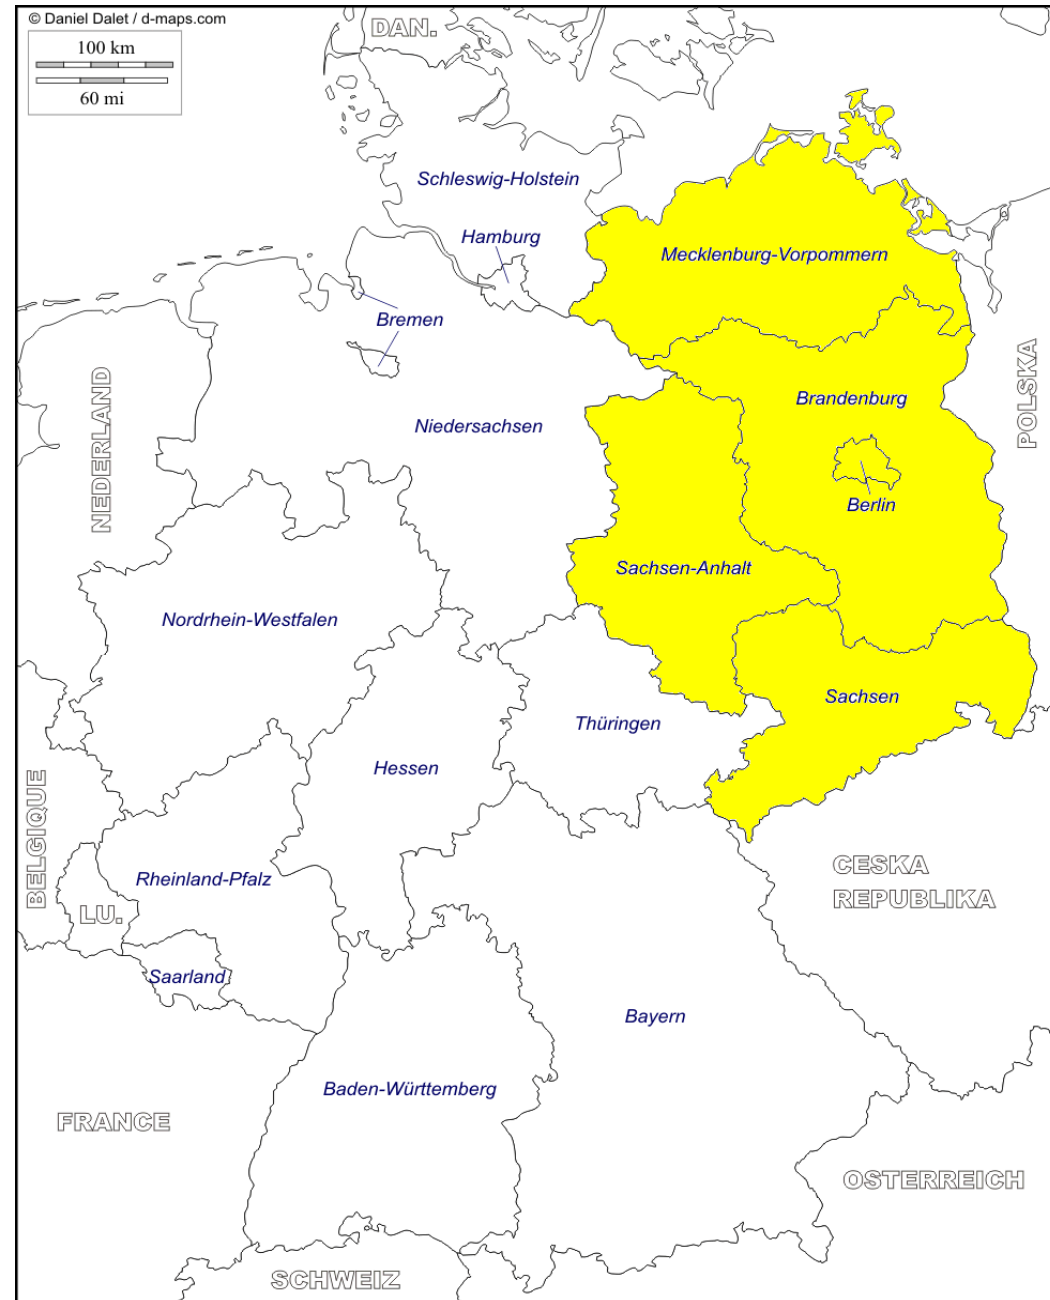 © Daniel Dalet / d-maps.com
DAN.
100 km
60 mi
Schleswig-Holstein
Hamburg
Mecklenburg-Vorpommern
Bremen
POLSKA
NEDERLAND
Brandenburg
Niedersachsen
Berlin
Sachsen-Anhalt
Nordrhein-Westfalen
Sachsen
Thüringen
Hessen
BELGIQUE
CESKA
REPUBLIKA
Rheinland-Pfalz
LU.
Saarland
Bayern
Baden-Württemberg
FRANCE
OSTERREICH
SCHWEIZ